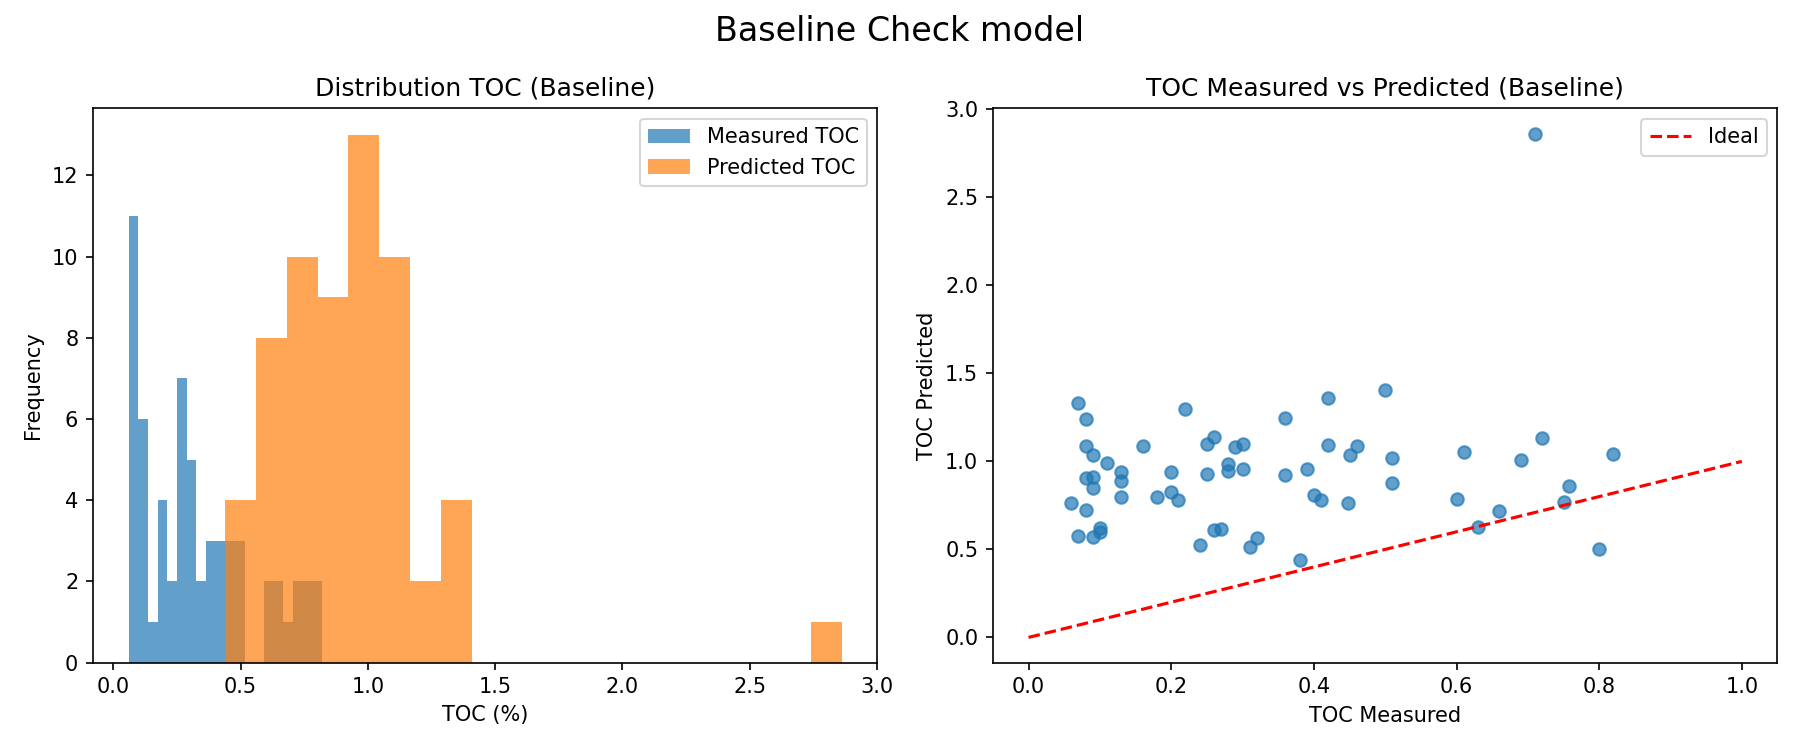 Baseline Check model
Distribution TOC (Baseline)
Measured TOC
Predicted TOC
Frequency
12
10
8
6
4
2
0
0.0 0.5 1.0 1.5 2.0 2.5 3.0
TOC (%)
TOC Measured vs Predicted (Baseline)
Ideal
TOC Predicted
3.0
2.5
2.0
1.5
1.0
0.5
0.0
0.0 0.2 0.4 0.6 0.8 1.0
TOC Measured